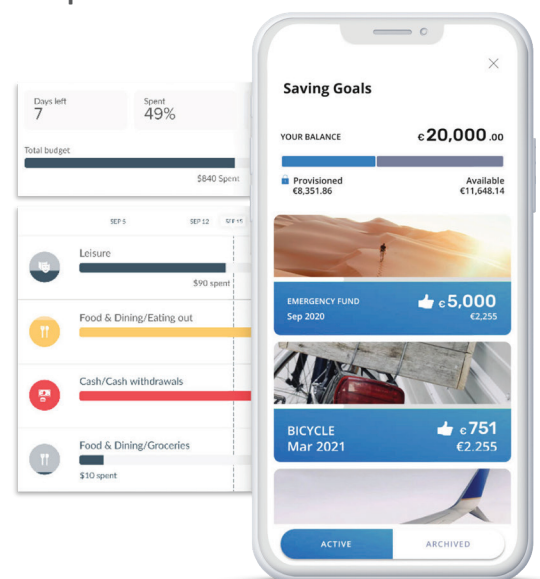 Days left
7
Spent
49%
Total budget
$840 Spent
SEP 5
SEP 12
SEP 15
Leisure
$90 spent
Food & Dining/Eating out
Cash/Cash withdrawals
Food & Dining/Groceries
$10 spent
Saving Goals
YOUR BALANCE
€20,000.00
Provisioned
€8,351.86
Available
€11,648.14
EMERGENCY FUND
€5,000
Sep 2020
€2,255
BICYCLE
€751
Mar 2021
€2.255
ACTIVE
ARCHIVED